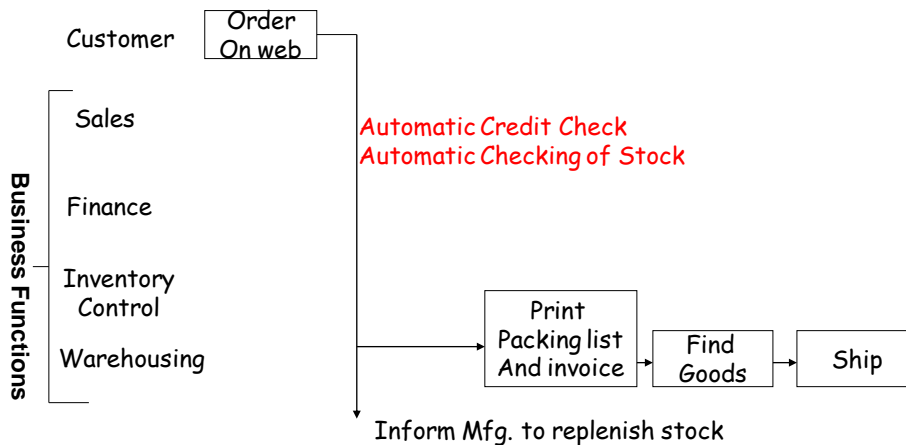 Customer
Order
On web
Business Functions
Sales
Automatic Credit Check
Automatic Checking of Stock
Finance
Inventory
Control
Warehousing
Print
Packing list
And invoice
Find
Goods
Ship
Inform Mfg. to replenish stock